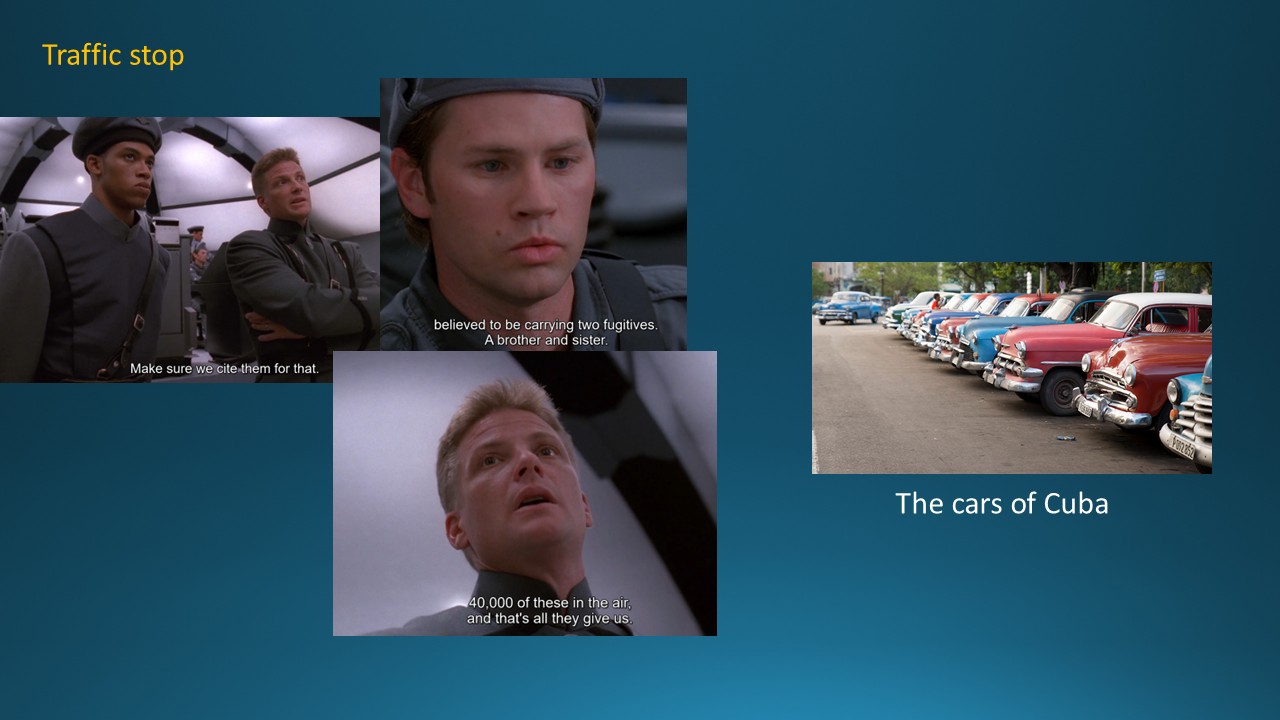 Traffic stop
Make sure we cite them for that.
believed to be carrying two fugitives.
A brother and sister.
40,000 of these in the air,
and that's all they give us.
The cars of Cuba